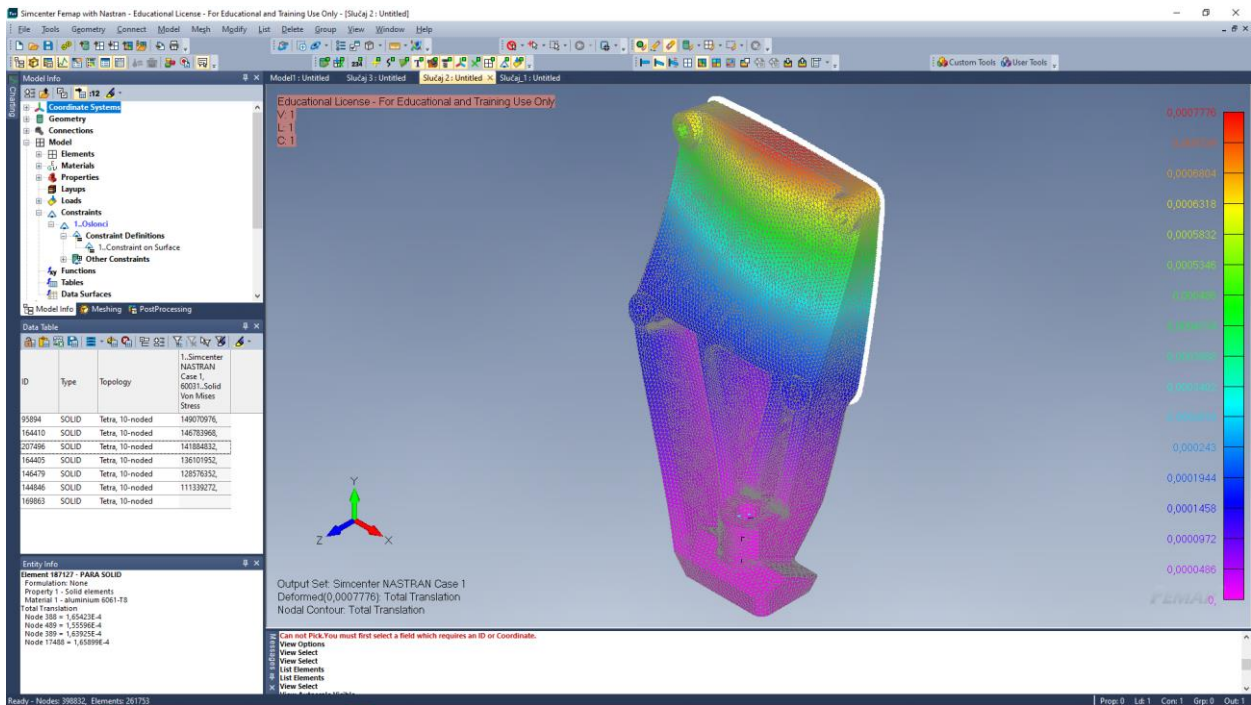 Simcenter Femap with Nastran - Educational License - For Educational and Training Use Only - [Slučaj 2 : Untitled]
File Tools Geometry Connect Model Mesh Modify List Delete Group View Window Help
Custom Tools User Tools
Model Info
Charting
Model1 : Untitled Slučaj 3 : Untitled Slučaj 2 : Untitled Slučaj_1 : Untitled
Coordinate Systems
Geometry
Connections
Model
Elements
Materials
Properties
Layups
Loads
Constraints
1..Oslonci
Constraint Definitions
1..Constraint on Surface
Other Constraints
Functions
Tables
Data Surfaces
Model Info Meshing PostProcessing
Data Table
ID Type Topology 1..Simcenter NASTRAN Case 1, 60031..Solid Von Mises Stress
95894 SOLID Tetra, 10-noded 149070976,
164410 SOLID Tetra, 10-noded 146783968,
207496 SOLID Tetra, 10-noded 141884832,
164405 SOLID Tetra, 10-noded 136101952,
146479 SOLID Tetra, 10-noded 128576352,
144846 SOLID Tetra, 10-noded 111339272,
169863 SOLID Tetra, 10-noded
Entity Info
Element 187127 - PARA SOLID
Formulation: None
Property 1 - Solid elements
Material 1 - aluminium 6061-T8
Total Translation
Node 388 = 1,65423E-4
Node 489 = 1,55596E-4
Node 389 = 1,63925E-4
Node 17488 = 1,65899E-4
Educational License - For Educational and Training Use Only
V: 1
L: 1
C: 1
Y
Z
X
Output Set: Simcenter NASTRAN Case 1
Deformed(0,0007776): Total Translation
Nodal Contour: Total Translation
0,0007776
0,0006804
0,0006318
0,0005832
0,0005346
0,000243
0,0001944
0,0001458
0,0000972
0,0000486
0,
FEMAP
Messages
Can not Pick.You must first select a field which requires an ID or Coordinate.
View Options
View Select
View Select
List Elements
List Elements
View Select
Ready - Nodes: 398832, Elements: 261753
Prop: 0 Ld: 1 Con: 1 Grp: 0 Out: 1